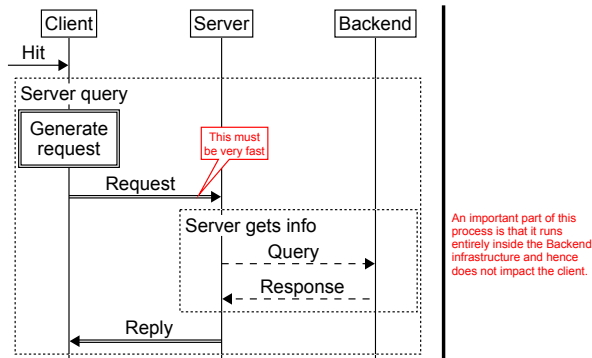 Client
Server
Backend
Hit
Server query
Generate
request
This must
be very fast
Request
Server gets info
An important part of this
process is that it runs
entirely inside the Backend
infrastructure and hence
does not impact the client.
Query
Response
Reply